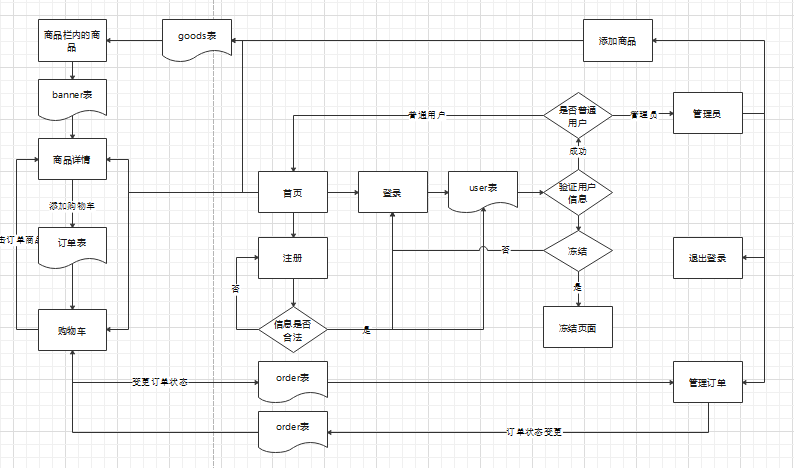 商品栏内的商
品
goods表
添加商品
banner表
普通用户
是否普通
用户
管理员
管理员
成功
商品详情
首页
登录
user表
验证用户
信息
添加购物车
击订单商品
订单表
注册
否
冻结
退出登录
否
是
购物车
信息是否
合法
是
冻结页面
变更订单状态
order表
管理订单
order表
订单状态变更